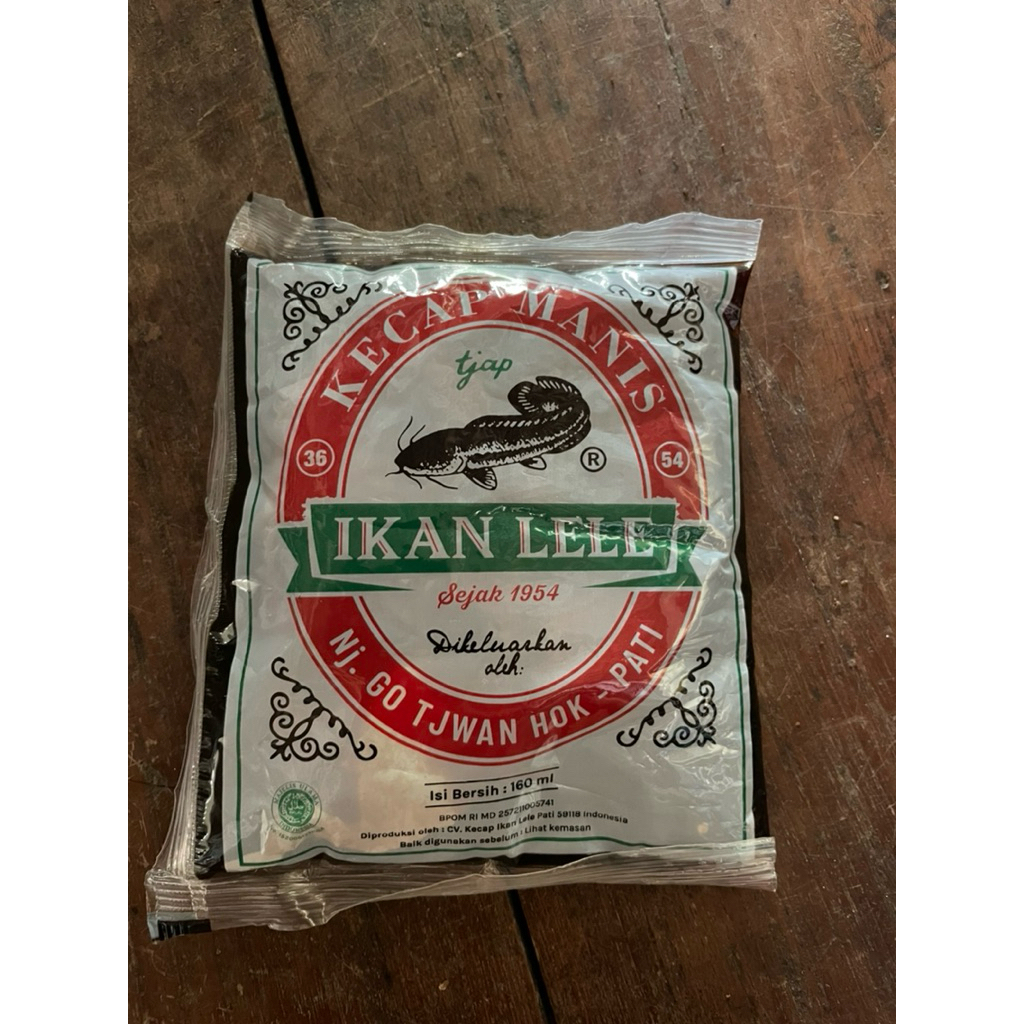 KECAP MANIS
tjap
®
36
54
IKAN LELE
Sejak 1954
Dikeluarkan
oleh:
Nj. GO TJWAN HOK - PATI
Isi Bersih : 160 ml
BPOM RI MD 257211005741
Diproduksi oleh : CV. Kecap Ikan Lele Pati 59118 Indonesia
Baik digunakan sebelum : Lihat kemasan
MAJELIS ULAMA